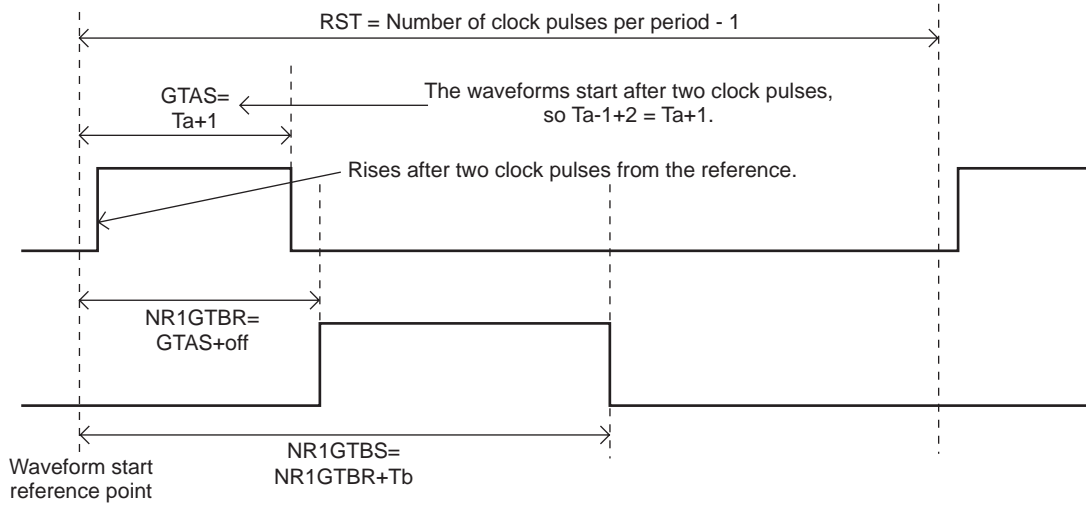 RST = Number of clock pulses per period - 1
GTAS=
Ta+1
The waveforms start after two clock pulses,
so Ta-1+2 = Ta+1.
Rises after two clock pulses from the reference.
NR1GTBR=
GTAS+off
NR1GTBS=
NR1GTBR+Tb
Waveform start
reference point